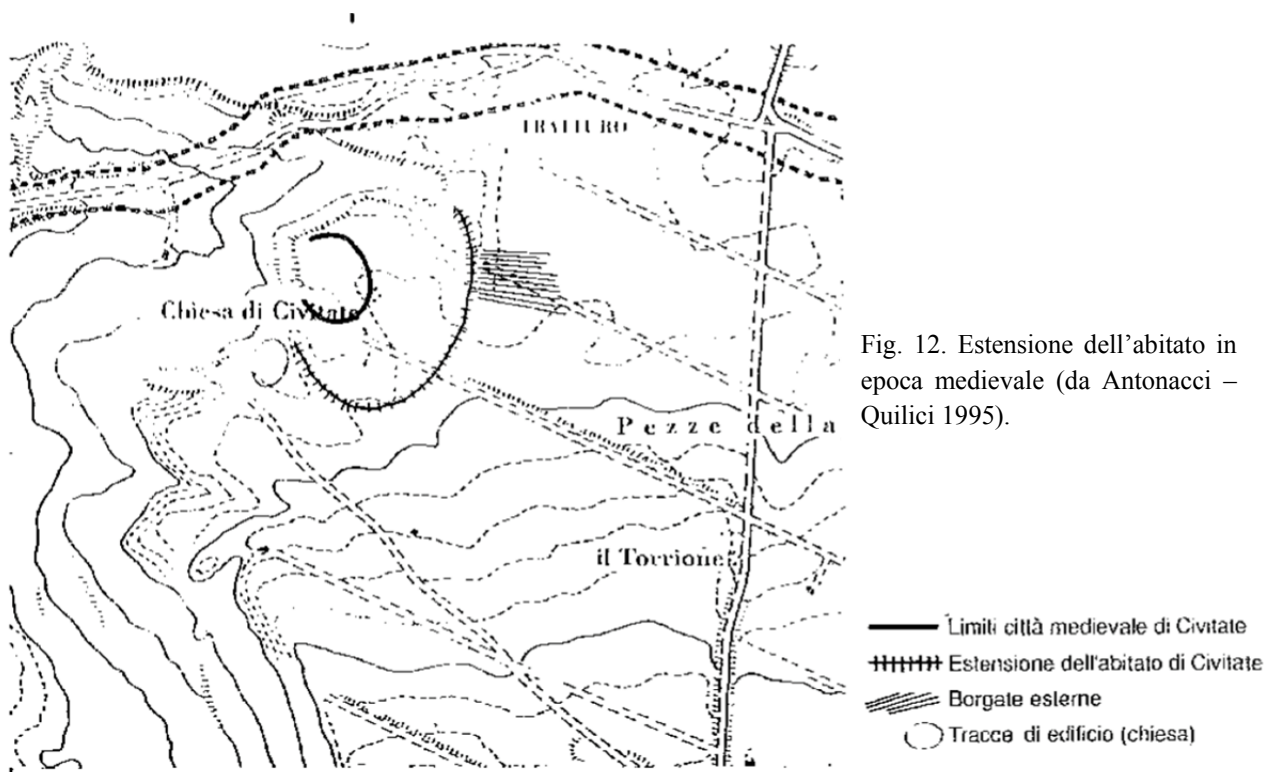 TRATTURO
Chiesa di Civitate
Pezze della
il Torrione
Fig. 12. Estensione dell'abitato in
epoca medievale (da Antonacci –
Quilici 1995).
Limiti città medievale di Civitate
Estensione dell'abitato di Civitate
Borgate esterne
Tracce di edificio (chiesa)